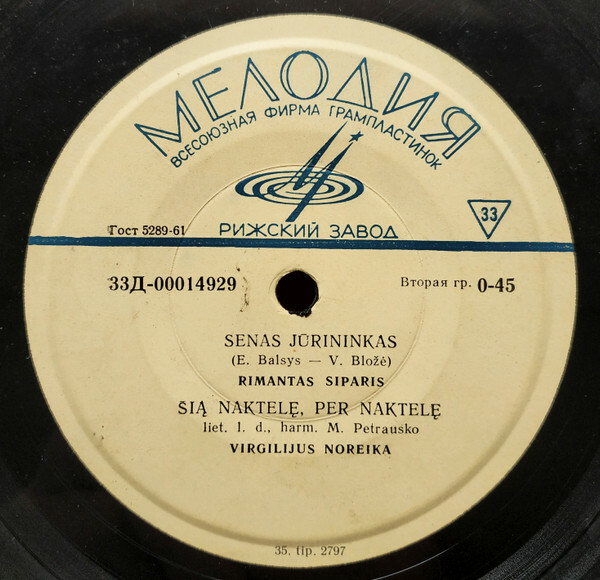 МЕЛОДИЯ
ВСЕСОЮЗНАЯ ФИРМА ГРАМПЛАСТИНОК
РИЖСКИЙ ЗАВОД
33
Гост 5289-61
33Д-00014929
Вторая гр. 0-45
SENAS JŪRININKAS
(E. Balsys — V. Bložė)
RIMANTAS SIPARIS
ŠIĄ NAKTELĘ, PER NAKTELĘ
liet. l. d., harm. M. Petrausko
VIRGILIJUS NOREIKA
35. tip. 2797